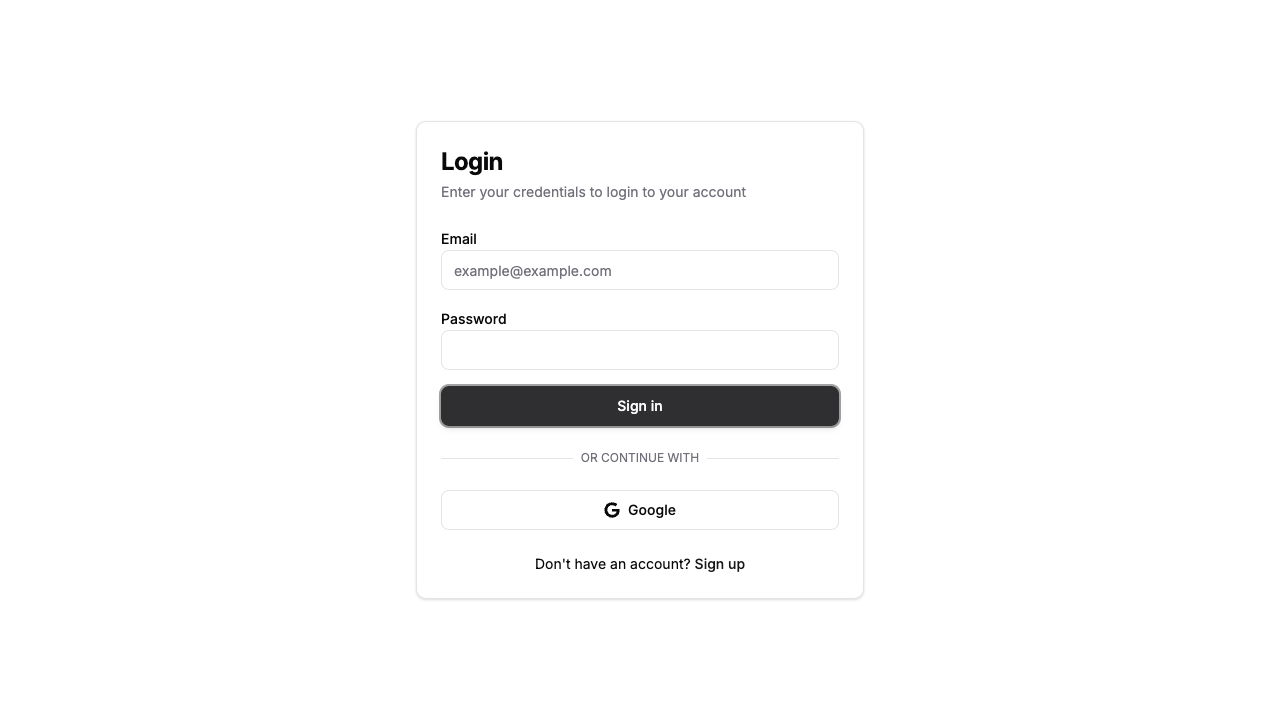 Login
Enter your credentials to login to your account
Email
example@example.com
Password
Sign in
OR CONTINUE WITH
Google
Don't have an account? Sign up